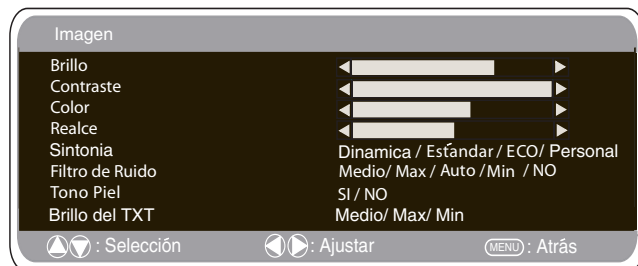 Imagen
Brillo
Contraste
Color
Realce
Sintonia Dinamica / Estándar / ECO/ Personal
Filtro de Ruido Medio/ Max / Auto /Min / NO
Tono Piel SI / NO
Brillo del TXT Medio/ Max/ Min
: Selección : Ajustar MENU : Atrás